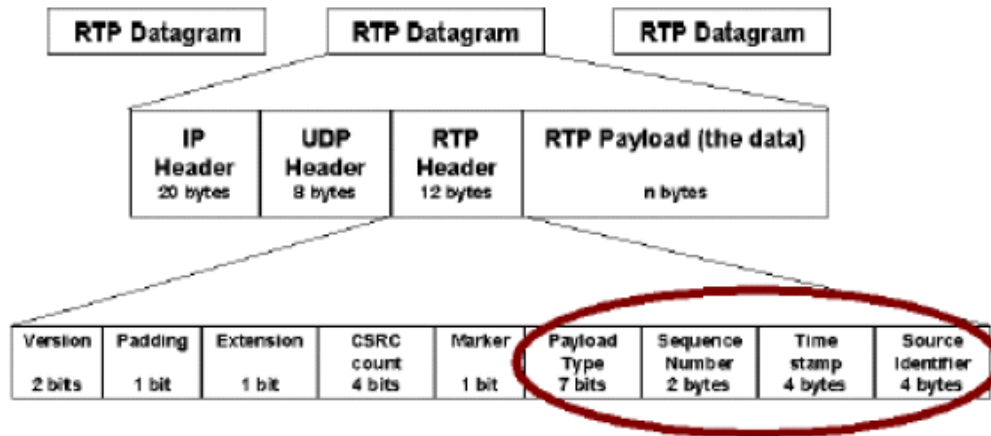 RTP Datagram RTP Datagram RTP Datagram
IP Header 20 bytes
UDP Header 8 bytes
RTP Header 12 bytes
RTP Payload (the data) n bytes
Version 2 bits
Padding 1 bit
Extension 1 bit
CSRC count 4 bits
Marker 1 bit
Payload Type 7 bits
Sequence Number 2 bytes
Time stamp 4 bytes
Source Identifier 4 bytes